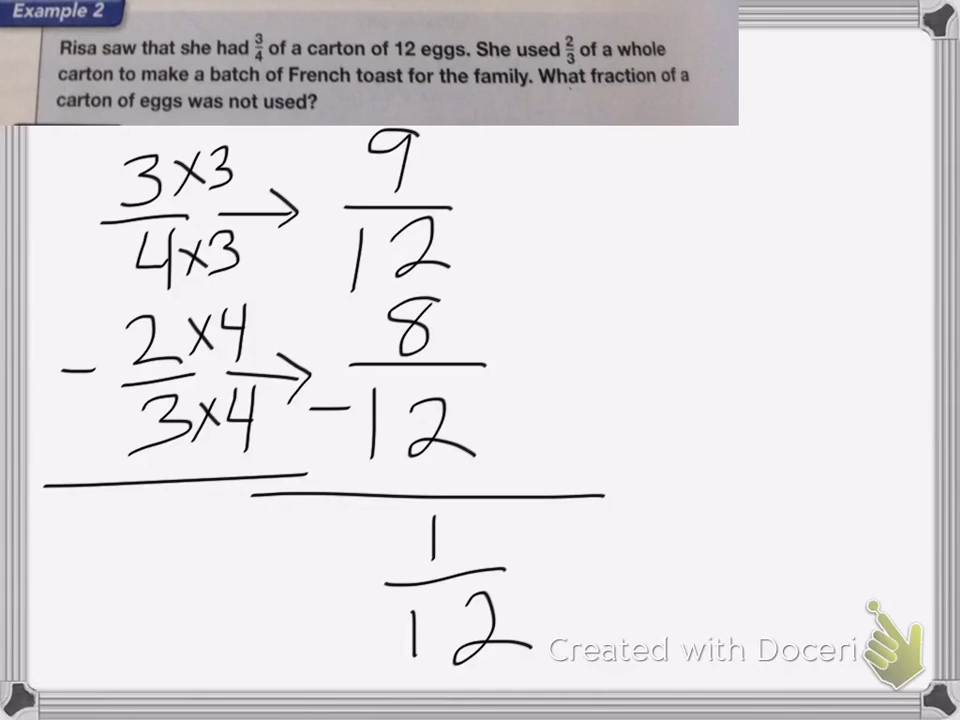 Example 2
Risa saw that she had 3/4 of a carton of 12 eggs. She used 2/3 of a whole
carton to make a batch of French toast for the family. What fraction of a
carton of eggs was not used?
3 x 3 / 4 x 3 → 9/12
- 2 x 4 / 3 x 4 → - 8/12
1/12
Created with Doceri